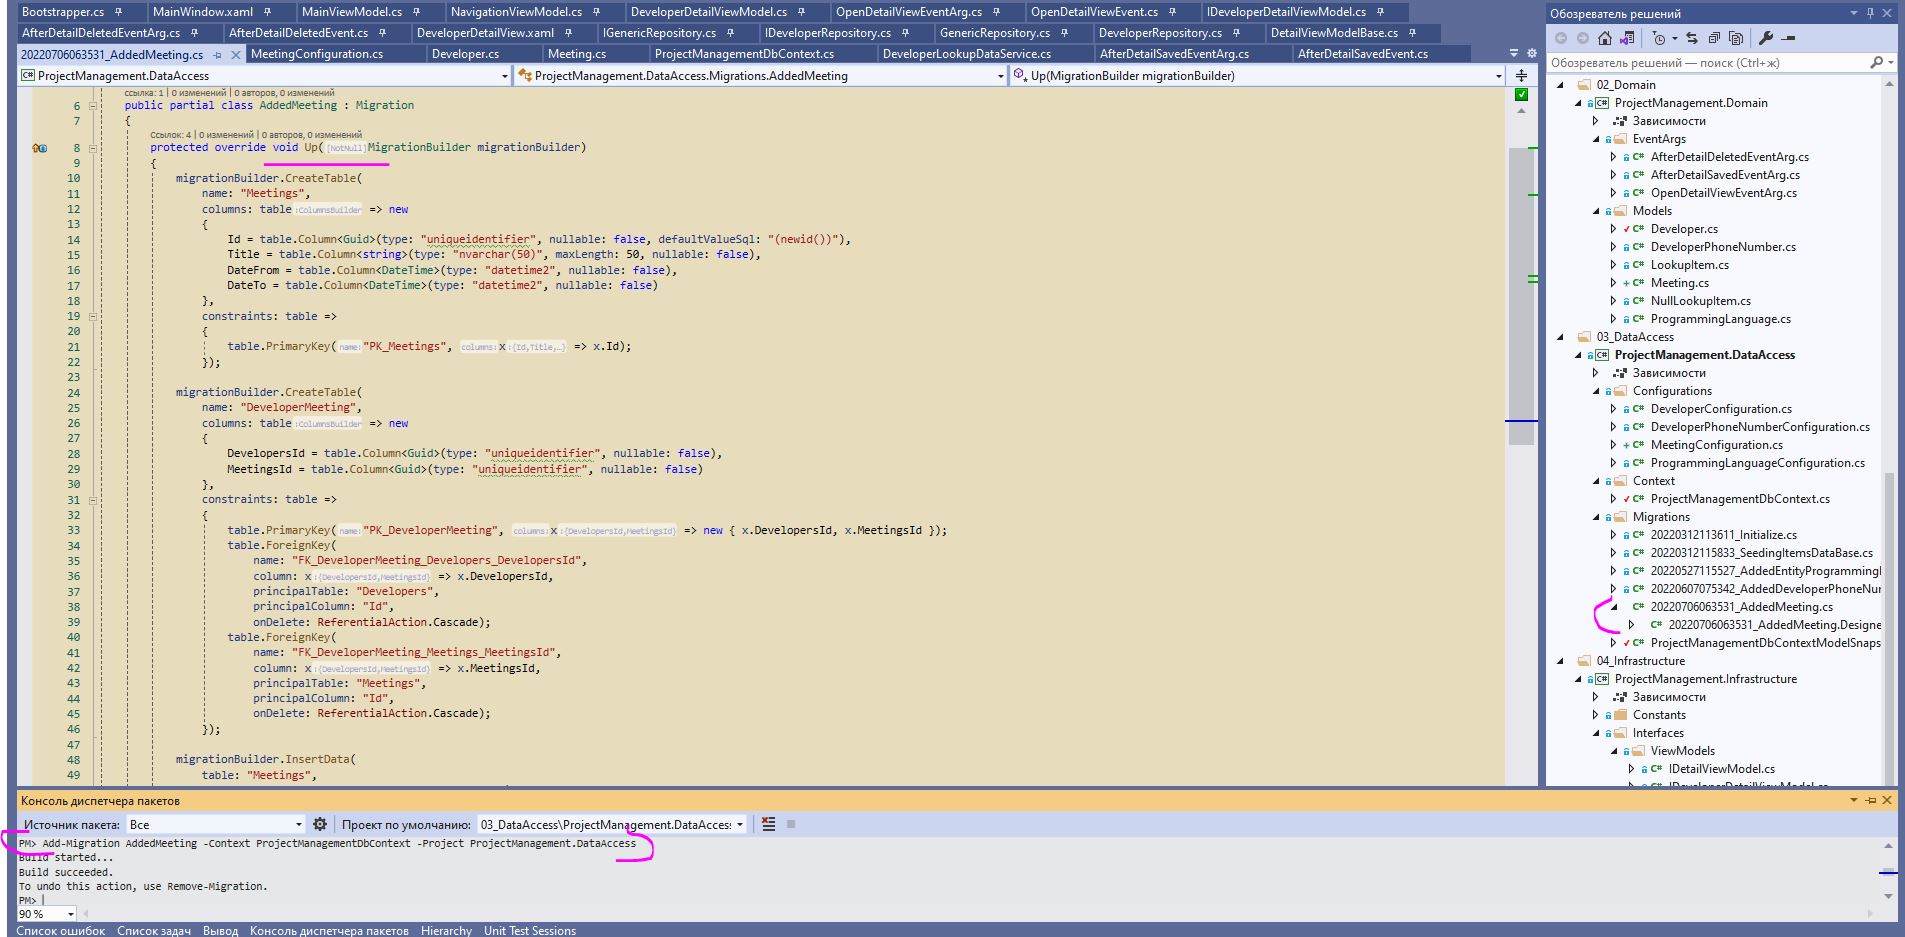 Bootstrapper.cs MainWindow.xaml MainViewModel.cs NavigationViewModel.cs DeveloperDetailViewModel.cs OpenDetailViewEventArg.cs OpenDetailViewEvent.cs IDeveloperDetailViewModel.cs
AfterDetailDeletedEventArg.cs AfterDetailDeletedEvent.cs DeveloperDetailView.xaml IGenericRepository.cs IDeveloperRepository.cs GenericRepository.cs DeveloperRepository.cs DetailViewModelBase.cs
20220706063531_AddedMeeting.cs MeetingConfiguration.cs Developer.cs Meeting.cs ProjectManagementDbContext.cs DeveloperLookupDataService.cs AfterDetailSavedEventArg.cs AfterDetailSavedEvent.cs
C# ProjectManagement.DataAccess ProjectManagement.DataAccess.Migrations.AddedMeeting Up(MigrationBuilder migrationBuilder)
ссылка: 1 | 0 изменений | 0 авторов, 0 изменений
6 public partial class AddedMeeting : Migration
7 {
Ссылок: 4 | 0 изменений | 0 авторов, 0 изменений
8 protected override void Up([NotNull]MigrationBuilder migrationBuilder)
9 {
10 migrationBuilder.CreateTable(
11 name: "Meetings",
12 columns: table :ColumnsBuilder => new
13 {
14 Id = table.Column<Guid>(type: "uniqueidentifier", nullable: false, defaultValueSql: "(newid())"),
15 Title = table.Column<string>(type: "nvarchar(50)", maxLength: 50, nullable: false),
16 DateFrom = table.Column<DateTime>(type: "datetime2", nullable: false),
17 DateTo = table.Column<DateTime>(type: "datetime2", nullable: false)
18 },
19 constraints: table =>
20 {
21 table.PrimaryKey(name:"PK_Meetings", columns:x :{Id,Title,…} => x.Id);
22 });
23
24 migrationBuilder.CreateTable(
25 name: "DeveloperMeeting",
26 columns: table :ColumnsBuilder => new
27 {
28 DevelopersId = table.Column<Guid>(type: "uniqueidentifier", nullable: false),
29 MeetingsId = table.Column<Guid>(type: "uniqueidentifier", nullable: false)
30 },
31 constraints: table =>
32 {
33 table.PrimaryKey(name:"PK_DeveloperMeeting", columns:x :{DevelopersId,MeetingsId} => new { x.DevelopersId, x.MeetingsId });
34 table.ForeignKey(
35 name: "FK_DeveloperMeeting_Developers_DevelopersId",
36 column: x :{DevelopersId,MeetingsId} => x.DevelopersId,
37 principalTable: "Developers",
38 principalColumn: "Id",
39 onDelete: ReferentialAction.Cascade);
40 table.ForeignKey(
41 name: "FK_DeveloperMeeting_Meetings_MeetingsId",
42 column: x :{DevelopersId,MeetingsId} => x.MeetingsId,
43 principalTable: "Meetings",
44 principalColumn: "Id",
45 onDelete: ReferentialAction.Cascade);
46 });
47
48 migrationBuilder.InsertData(
49 table: "Meetings",
Консоль диспетчера пакетов
Источник пакета: Все Проект по умолчанию: 03_DataAccess\ProjectManagement.DataAccess
PM> Add-Migration AddedMeeting -Context ProjectManagementDbContext -Project ProjectManagement.DataAccess
Build started...
Build succeeded.
To undo this action, use Remove-Migration.
PM>
90 %
Список ошибок Список задач Вывод Консоль диспетчера пакетов Hierarchy Unit Test Sessions
Обозреватель решений
Обозреватель решений — поиск (Ctrl+ж)
02_Domain
C# ProjectManagement.Domain
Зависимости
EventArgs
C# AfterDetailDeletedEventArg.cs
C# AfterDetailSavedEventArg.cs
C# OpenDetailViewEventArg.cs
Models
C# Developer.cs
C# DeveloperPhoneNumber.cs
C# LookupItem.cs
C# Meeting.cs
C# NullLookupItem.cs
C# ProgrammingLanguage.cs
03_DataAccess
C# ProjectManagement.DataAccess
Зависимости
Configurations
C# DeveloperConfiguration.cs
C# DeveloperPhoneNumberConfiguration.cs
C# MeetingConfiguration.cs
C# ProgrammingLanguageConfiguration.cs
Context
C# ProjectManagementDbContext.cs
Migrations
C# 20220312113611_Initialize.cs
C# 20220312115833_SeedingItemsDataBase.cs
C# 20220527115527_AddedEntityProgrammingl
C# 20220607075342_AddedDeveloperPhoneNur
C# 20220706063531_AddedMeeting.cs
C# 20220706063531_AddedMeeting.Designe
C# ProjectManagementDbContextModelSnaps
04_Infrastructure
C# ProjectManagement.Infrastructure
Зависимости
Constants
Interfaces
ViewModels
C# IDetailViewModel.cs